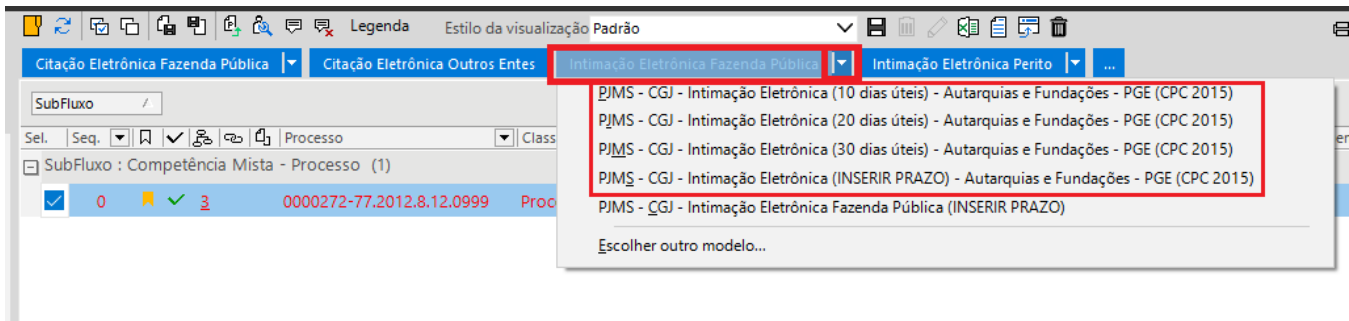 Legenda Estilo da visualização Padrão
Citação Eletrônica Fazenda Pública Citação Eletrônica Outros Entes Intimação Eletrônica Fazenda Pública Intimação Eletrônica Perito ...
SubFluxo
PJMS - CGJ - Intimação Eletrônica (10 dias úteis) - Autarquias e Fundações - PGE (CPC 2015)
PJMS - CGJ - Intimação Eletrônica (20 dias úteis) - Autarquias e Fundações - PGE (CPC 2015)
Sel. Seq. Processo Class
PJMS - CGJ - Intimação Eletrônica (30 dias úteis) - Autarquias e Fundações - PGE (CPC 2015)
SubFluxo : Competência Mista - Processo (1)
PJMS - CGJ - Intimação Eletrônica (INSERIR PRAZO) - Autarquias e Fundações - PGE (CPC 2015)
0 3 0000272-77.2012.8.12.0999 Proc
PJMS - CGJ - Intimação Eletrônica Fazenda Pública (INSERIR PRAZO)
Escolher outro modelo...